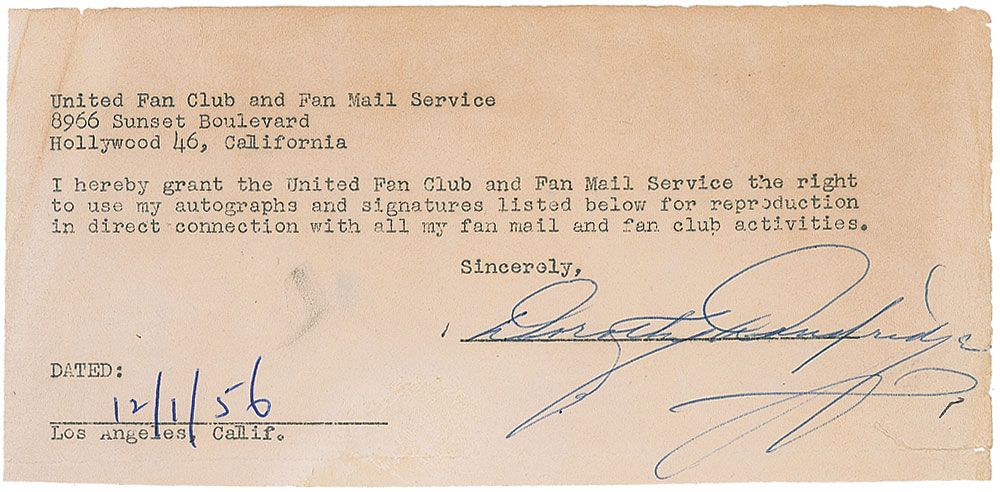 United Fan Club and Fan Mail Service
8966 Sunset Boulevard
Hollywood 46, California
I hereby grant the United Fan Club and Fan Mail Service the right
to use my autographs and signatures listed below for reproduction
in direct connection with all my fan mail and fan club activities.
Sincerely,
Dorothy Dandridge
DATED:
12/1/56
Los Angeles, Calif.